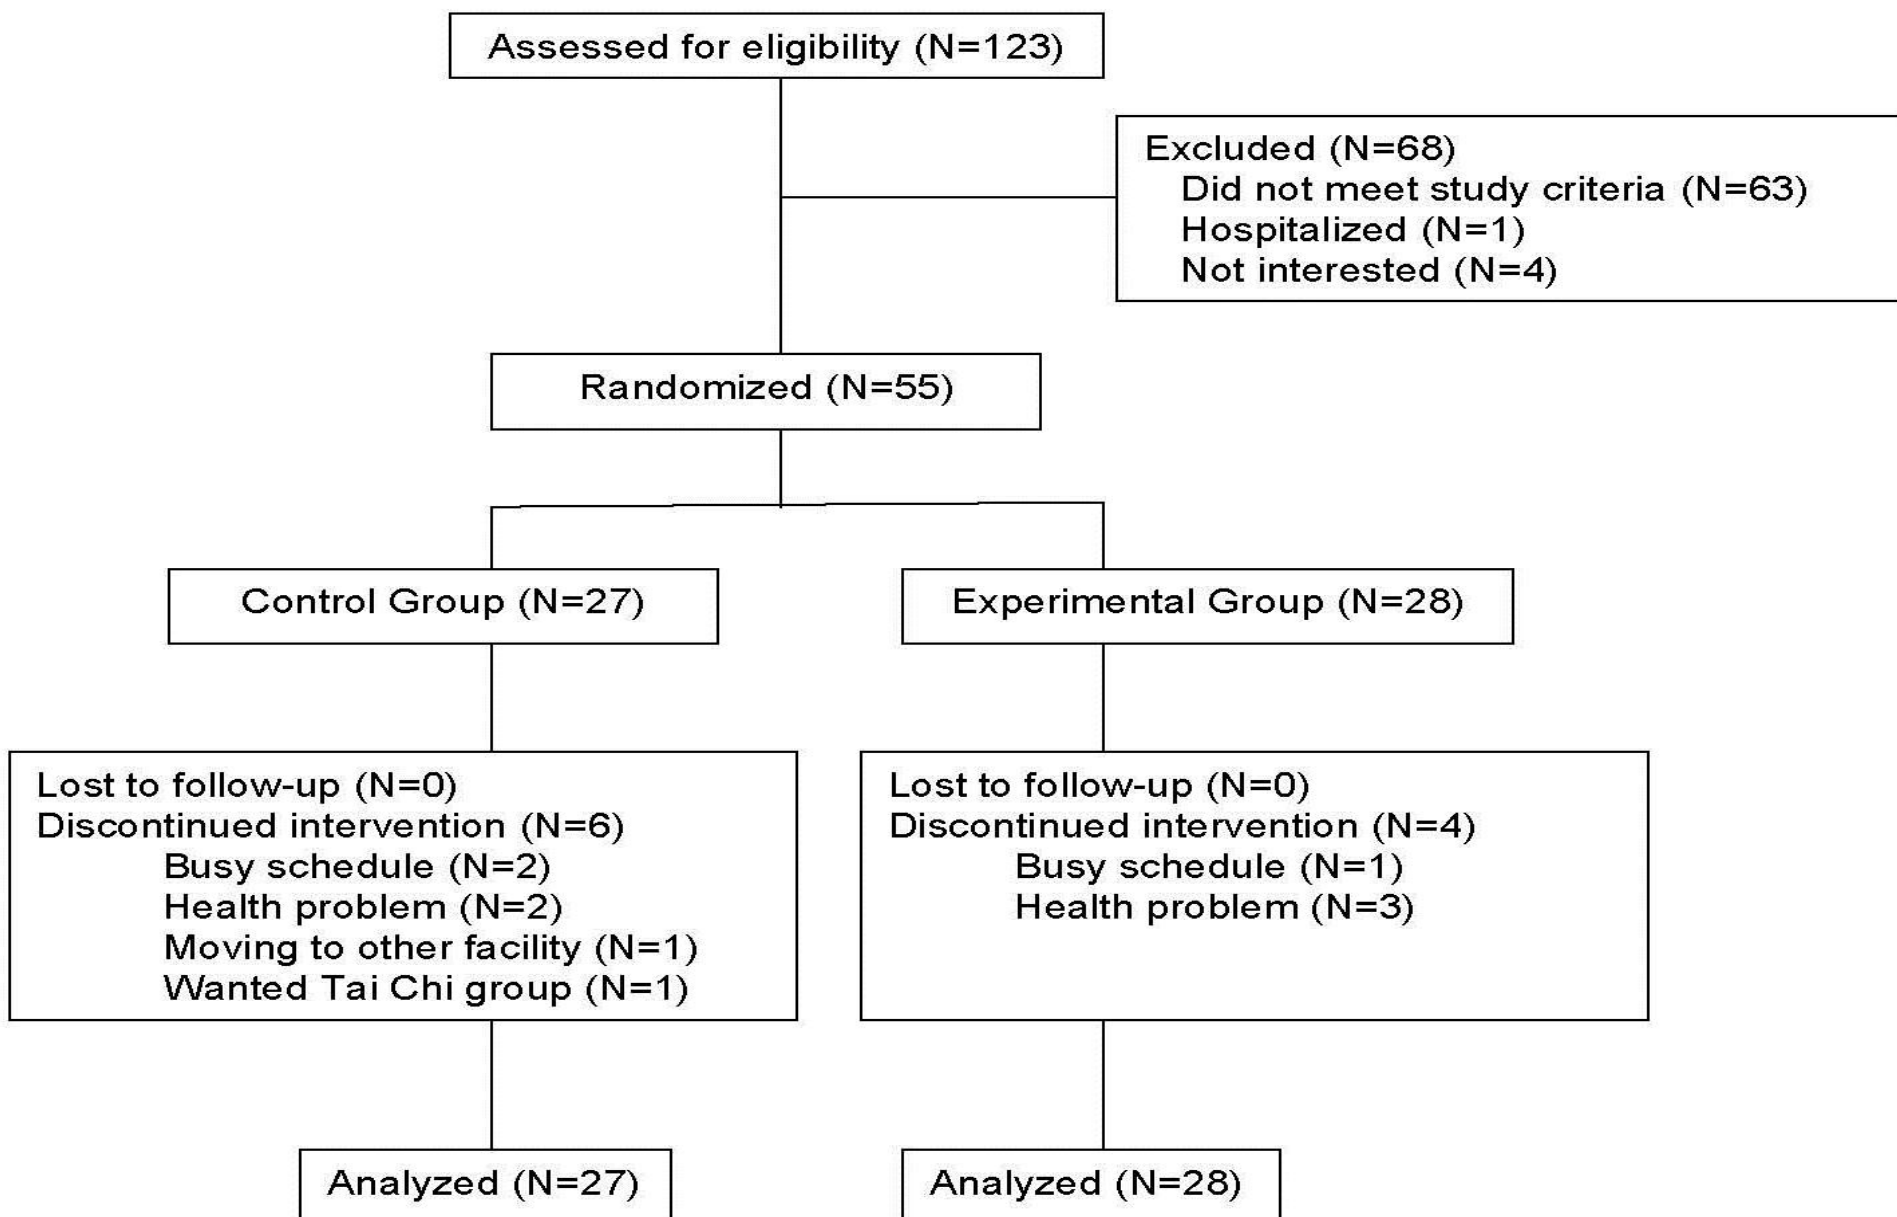 Assessed for eligibility (N=123)
Excluded (N=68)
Did not meet study criteria (N=63)
Hospitalized (N=1)
Not interested (N=4)
Randomized (N=55)
Control Group (N=27)
Experimental Group (N=28)
Lost to follow-up (N=0)
Discontinued intervention (N=6)
Busy schedule (N=2)
Health problem (N=2)
Moving to other facility (N=1)
Wanted Tai Chi group (N=1)
Lost to follow-up (N=0)
Discontinued intervention (N=4)
Busy schedule (N=1)
Health problem (N=3)
Analyzed (N=27)
Analyzed (N=28)